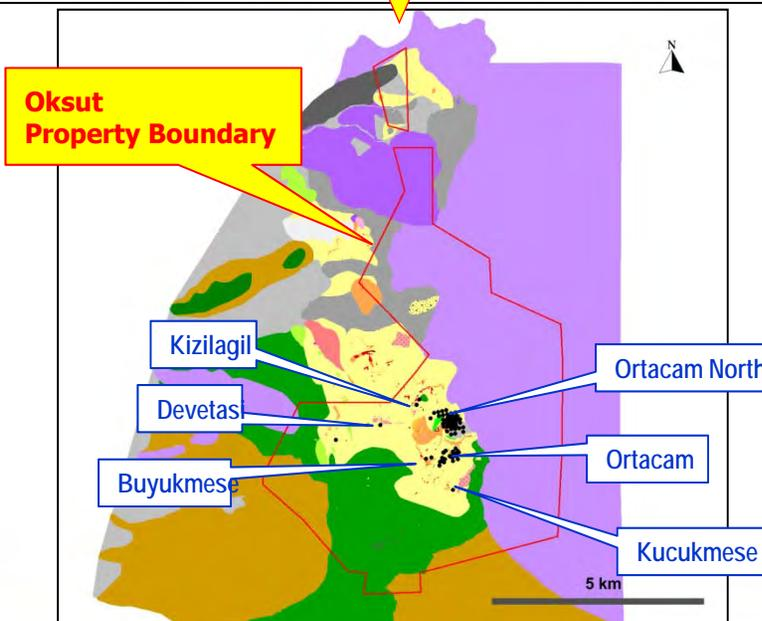 N
Oksut
Property Boundary
Kizilagil
Ortacam North
Devetasi
Ortacam
Buyukmese
Kucukmese
5 km